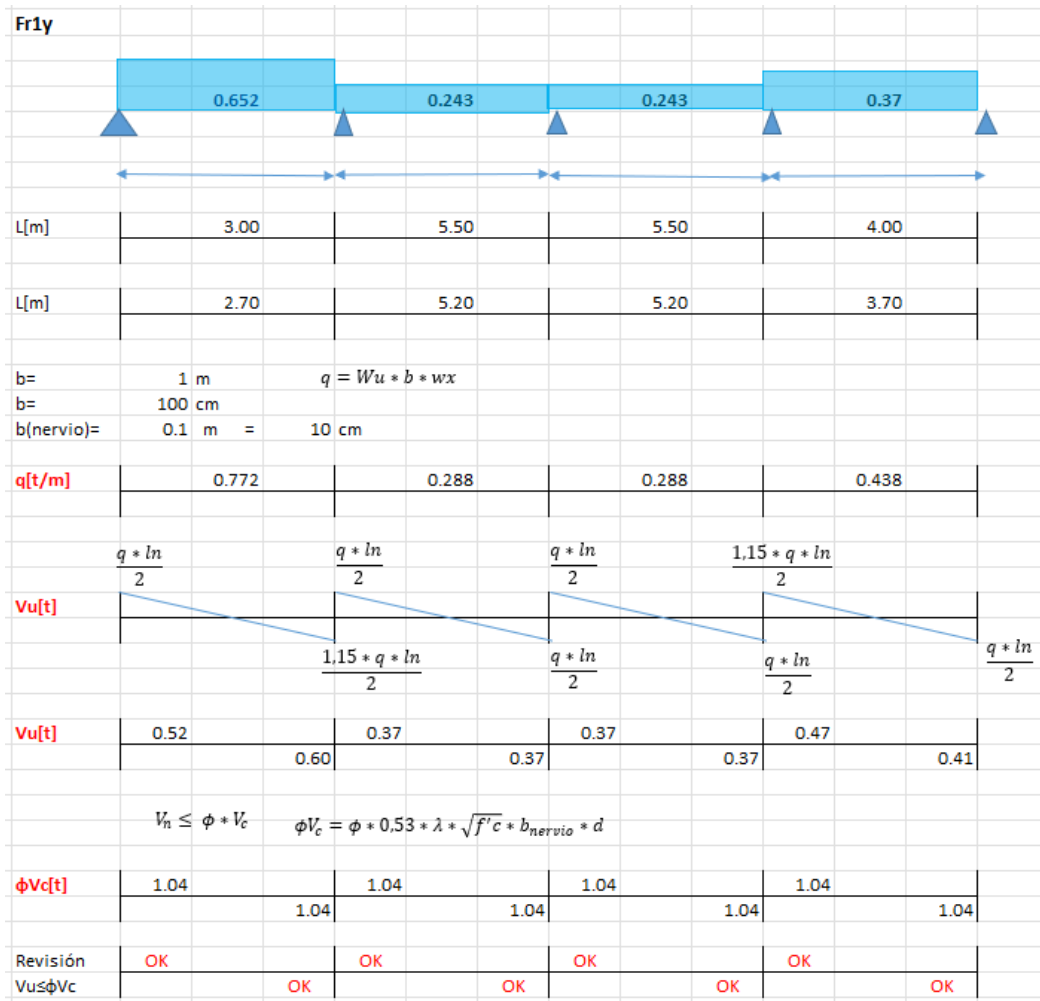 Fr1y
0.652 0.243 0.243 0.37
L[m] 3.00 5.50 5.50 4.00
L[m] 2.70 5.20 5.20 3.70
b= 1 m q = Wu * b * wx
b= 100 cm
b(nervio)= 0.1 m = 10 cm
q[t/m] 0.772 0.288 0.288 0.438
q * ln / 2 q * ln / 2 q * ln / 2 1,15 * q * ln / 2
Vu[t]
1,15 * q * ln / 2 q * ln / 2 q * ln / 2 q * ln / 2
Vu[t] 0.52 0.37 0.37 0.47
0.60 0.37 0.37 0.41
Vn ≤ ϕ * Vc ϕVc = ϕ * 0,53 * λ * √f'c * bnervio * d
ϕVc[t] 1.04 1.04 1.04 1.04
1.04 1.04 1.04 1.04
Revisión OK OK OK OK
Vu≤ϕVc OK OK OK OK